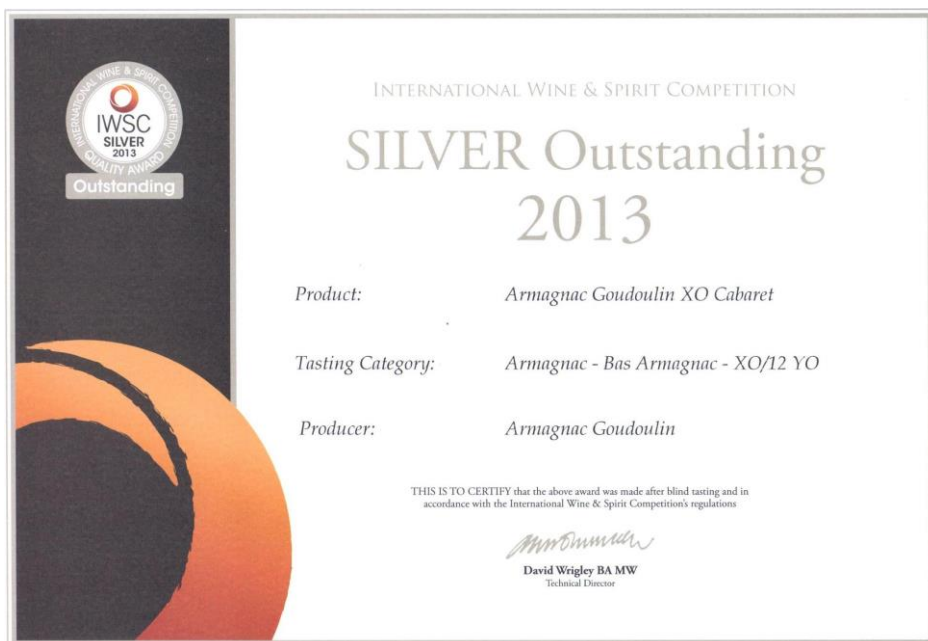 INTERNATIONAL WINE & SPIRIT COMPETITION
IWSC
SILVER
2013
QUALITY AWARD
Outstanding
INTERNATIONAL WINE & SPIRIT COMPETITION
SILVER Outstanding
2013
Product: Armagnac Goudoulin XO Cabaret
Tasting Category: Armagnac - Bas Armagnac - XO/12 YO
Producer: Armagnac Goudoulin
THIS IS TO CERTIFY that the above award was made after blind tasting and in
accordance with the International Wine & Spirit Competition's regulations
David Wrigley BA MW
Technical Director